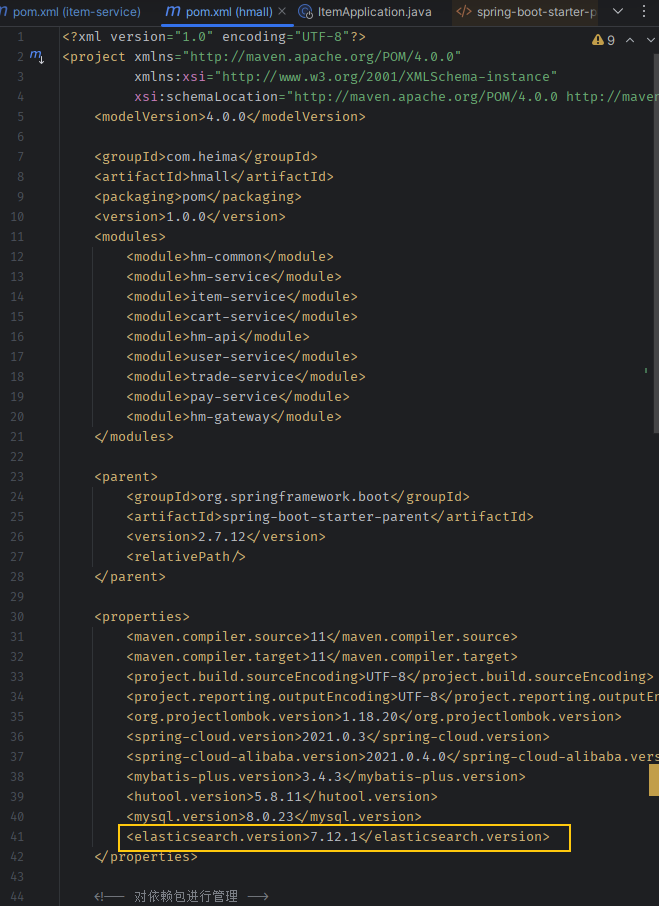 pom.xml (item-service) pom.xml (hmall) ItemApplication.java spring-boot-starter-p
1 <?xml version="1.0" encoding="UTF-8"?> 9
2 <project xmlns="http://maven.apache.org/POM/4.0.0"
3 xmlns:xsi="http://www.w3.org/2001/XMLSchema-instance"
4 xsi:schemaLocation="http://maven.apache.org/POM/4.0.0 http://maven
5 <modelVersion>4.0.0</modelVersion>
6
7 <groupId>com.heima</groupId>
8 <artifactId>hmall</artifactId>
9 <packaging>pom</packaging>
10 <version>1.0.0</version>
11 <modules>
12 <module>hm-common</module>
13 <module>hm-service</module>
14 <module>item-service</module>
15 <module>cart-service</module>
16 <module>hm-api</module>
17 <module>user-service</module>
18 <module>trade-service</module>
19 <module>pay-service</module>
20 <module>hm-gateway</module>
21 </modules>
22
23 <parent>
24 <groupId>org.springframework.boot</groupId>
25 <artifactId>spring-boot-starter-parent</artifactId>
26 <version>2.7.12</version>
27 <relativePath/>
28 </parent>
29
30 <properties>
31 <maven.compiler.source>11</maven.compiler.source>
32 <maven.compiler.target>11</maven.compiler.target>
33 <project.build.sourceEncoding>UTF-8</project.build.sourceEncoding>
34 <project.reporting.outputEncoding>UTF-8</project.reporting.outputEn
35 <org.projectlombok.version>1.18.20</org.projectlombok.version>
36 <spring-cloud.version>2021.0.3</spring-cloud.version>
37 <spring-cloud-alibaba.version>2021.0.4.0</spring-cloud-alibaba.vers
38 <mybatis-plus.version>3.4.3</mybatis-plus.version>
39 <hutool.version>5.8.11</hutool.version>
40 <mysql.version>8.0.23</mysql.version>
41 <elasticsearch.version>7.12.1</elasticsearch.version>
42 </properties>
43
44 <!-- 对依赖包进行管理 -->